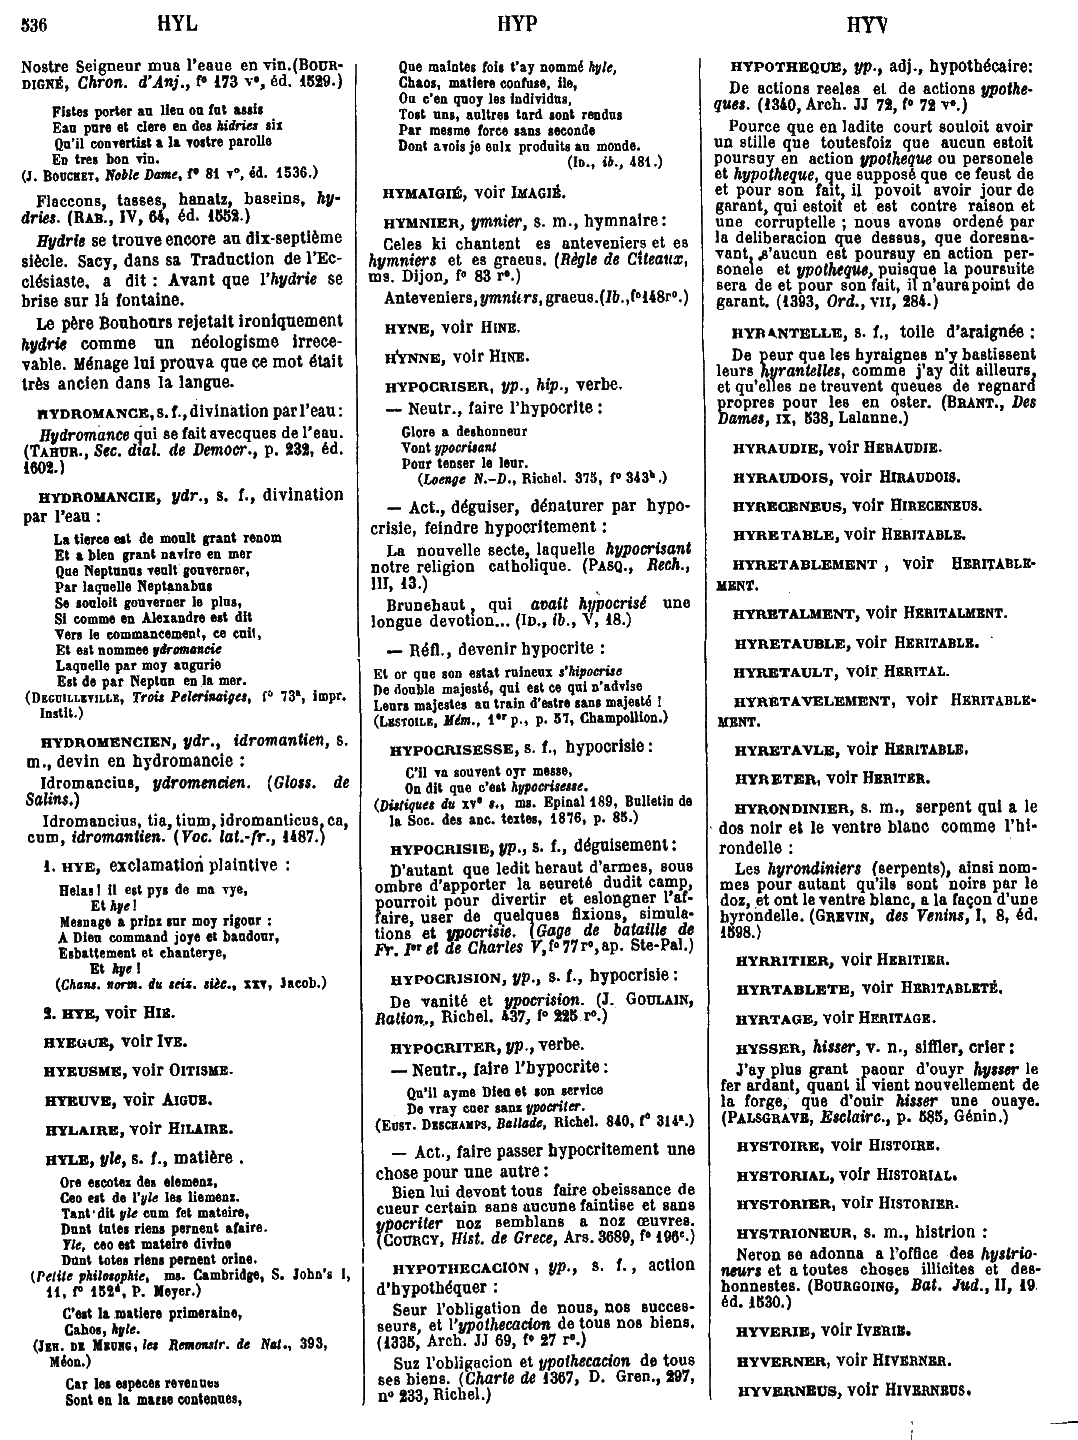 536 HYL HYP HYV
Nostre Seigneur mua l'eaue en vin. (BOUR-
DIGNÉ, Chron. d'Anj., f° 173 v°, éd. 1529.)
Fistes porter au lieu ou fut assis
Eau pure et clere en des hidries six
Qu'il convertist a la vostre parolle
En tres bon vin.
(J. BOUCHET, Noble Dame, f° 81 v°, éd. 1536.)
Flaccons, tasses, hanatz, baseins, hy-
dries. (RAB., IV, 64, éd. 1552.)
Hydrie se trouve encore au dix-septième
siècle. Sacy, dans sa Traduction de l'Ec-
clésiaste, a dit : Avant que l'hydrie se
brise sur la fontaine.
Le père Bouhours rejetait ironiquement
hydrie comme un néologisme irrece-
vable. Ménage lui prouva que ce mot était
très ancien dans la langue.
HYDROMANCE, s. f., divination par l'eau :
Hydromance qui se fait avecques de l'eau.
(TAHUR., Sec. dial. de Democr., p. 232, éd.
1602.)
HYDROMANCIE, ydr., s. f., divination
par l'eau :
La tierce est de moult grant renom
Et a bien grant navire en mer
Que Neptunus veult gouverner,
Par laquelle Neptanabus
Se souloit gouverner le plus,
Si comme en Alexandre est dit
Vers le commancement, ce cuit,
Et est nommee ydromancie
Laquelle par moy augurie
Est de par Neptun en la mer.
(DEGUILLEVILLE, Trois Pelerinaiges, f° 73ª, impr.
Instit.)
HYDROMENCIEN, ydr., idromantien, s.
m., devin en hydromancie :
Idromancius, ydromencien. (Gloss. de
Salins.)
Idromancius, tia, tium, idromanticus, ca,
cum, idromantien. (Voc. lat.-fr., 1487.)
1. HYE, exclamation plaintive :
Helas ! il est pys de ma vye,
Et hye !
Mesnage a prinz sur moy rigour :
A Dieu command joye et baudour,
Esbattement et chanterye,
Et hye !
(Chans. norm. du seiz. sièc., XXV, Jacob.)
2. HYE, voir HIE.
HYEGUE, voir IVE.
HYEUSME, voir OITISME.
HYEUVE, voir AIGUE.
HYLAIRE, voir HILAIRE.
HYLE, yle, s. f., matière .
Ore escotez des elemenz,
Ceo est de l'yle les liemenz.
Tant dit yle cum fet mateire,
Dunt tutes riens pernent afaire.
Yle, ceo est mateire divine
Dunt totes riens pernent orine.
(Petite philosophie, ms. Cambridge, S. John's I,
11, f° 152ᵈ, P. Meyer.)
C'est la matiere primeraine,
Cahos, hyle.
(JEH. DE MEUNG, les Remonstr. de Nat., 393,
Méon.)
Car les especes revenues
Sont en la masse contenues,
Que maintes fois t'ay nommé hyle,
Chaos, matiere confuse, ile,
Ou c'en quoy les individus,
Tost uns, aultres tard sont rendus
Par mesme force sans seconde
Dont avois je eulx produits au monde.
(ID., ib., 481.)
HYMAIGIÉ, voir IMAGIÉ.
HYMNIER, ymnier, s. m., hymnaire :
Celes ki chantent es anteveniers et es
hymniers et es graeus. (Règle de Citeaux,
ms. Dijon, f° 83 r°.)
Anteveniers, ymniers, graeus. (Ib., f° 148 r°.)
HYNE, voir HINE.
HYNNE, voir HINE.
HYPOCRISER, yp., hip., verbe.
— Neutr., faire l'hypocrite :
Glore a deshonneur
Vont ypocrisant
Pour tenser le leur.
(Loenge N.-D., Richel. 375, f° 343ᵇ.)
— Act., déguiser, dénaturer par hypo-
crisie, feindre hypocritement :
La nouvelle secte, laquelle hypocrisant
notre religion catholique. (PASQ., Rech.,
III, 13.)
Brunehaut, qui avait hypocrisé une
longue devotion... (ID., ib., V, 18.)
— Réfl., devenir hypocrite :
Et or que son estat ruineux s'hipocrise
De double majesté, qui est ce qui n'advise
Leurs majestes au train d'estre sans majesté !
(LESTOILE, Mém., 1ᵉʳ p., p. 57, Champollion.)
HYPOCRISESSE, s. f., hypocrisie :
C'il va souvent oyr messe,
On dit que c'est hypocrisesse.
(Distiques du XVᵉ s., ms. Epinal 189, Bulletin de
la Soc. des anc. textes, 1876, p. 85.)
HYPOCRISIE, yp., s. f., déguisement :
D'autant que ledit heraut d'armes, sous
ombre d'apporter la seureté dudit camp,
pourroit pour divertir et eslongner l'af-
faire, user de quelques fixions, simula-
tions et ypocrisie. (Gage de bataille de
Fr. Iᵉʳ et de Charles V, f° 77 r°, ap. Ste-Pal.)
HYPOCRISION, yp., s. f., hypocrisie :
De vanité et ypocrision. (J. GOULAIN,
Ration., Richel. 437, f° 225 r°.)
HYPOCRITER, yp., verbe.
— Neutr., faire l'hypocrite :
Qu'il ayme Dieu et son service
De vray cuer sanz ypocriter.
(EUST. DESCHAMPS, Ballade, Richel. 840, f° 314ª.)
— Act., faire passer hypocritement une
chose pour une autre :
Bien lui devont tous faire obeissance de
cueur certain sans aucune faintise et sans
ypocriter noz semblans a noz œuvres.
(COURCY, Hist. de Grece, Ars. 3689, f° 196ᶜ.)
HYPOTHECACION, yp., s. f., action
d'hypothéquer :
Seur l'obligation de nous, nos succes-
seurs, et l'ypothecacion de tous nos biens.
(1335, Arch. JJ 69, f° 27 r°.)
Suz l'obligacion et ypothecacion de tous
ses biens. (Charte de 1367, D. Gren., 297,
n° 233, Richel.)
HYPOTHEQUE, yp., adj., hypothécaire:
De actions reeles et de actions ypothe-
ques. (1340, Arch. JJ 72, f° 72 v°.)
Pource que en ladite court souloit avoir
un stille que toutesfoiz que aucun estoit
poursuy en action ypotheque ou personele
et hypotheque, que supposé que ce feust de
et pour son fait, il povoit avoir jour de
garant, qui estoit et est contre raison et
une corruptelle ; nous avons ordené par
la deliberacion que dessus, que doresna-
vant, s'aucun est poursuy en action per-
sonele et ypotheque, puisque la poursuite
sera de et pour son fait, il n'aura point de
garant. (1393, Ord., VII, 284.)
HYRANTELLE, s. f., toile d'araignée :
De peur que les hyraignes n'y bastissent
leurs hyrantelles, comme j'ay dit ailleurs,
et qu'elles ne treuvent queues de regnard
propres pour les en oster. (BRANT., Des
Dames, IX, 538, Lalanne.)
HYRAUDIE, voir HERAUDIE.
HYRAUDOIS, voir HIRAUDOIS.
HYRECENEUS, voir HIRECENEUS.
HYRETABLE, voir HERITABLE.
HYRETABLEMENT , voir HERITABLE-
MENT.
HYRETALMENT, voir HERITALMENT.
HYRETAUBLE, voir HERITABLE.
HYRETAULT, voir HERITAL.
HYRETAVELEMENT, voir HERITABLE-
MENT.
HYRETAVLE, voir HERITABLE.
HYRETER, voir HERITER.
HYRONDINIER, s. m., serpent qui a le
dos noir et le ventre blanc comme l'hi-
rondelle :
Les hyrondiniers (serpents), ainsi nom-
mes pour autant qu'ils sont noirs par le
doz, et ont le ventre blanc, a la façon d'une
hyrondelle. (GREVIN, des Venins, I, 8, éd.
1598.)
HYRRITIER, voir HERITIER.
HYRTABLETE, voir HERITABLETÉ.
HYRTAGE, voir HERITAGE.
HYSSER, hisser, v. n., siffler, crier :
J'ay plus grant paour d'ouyr hysser le
fer ardant, quant il vient nouvellement de
la forge, que d'ouir hisser une ouaye.
(PALSGRAVE, Esclairc., p. 585, Génin.)
HYSTOIRE, voir HISTOIRE.
HYSTORIAL, voir HISTORIAL.
HYSTORIER, voir HISTORIER.
HYSTRIONEUR, s. m., histrion :
Neron se adonna a l'office des hystrio-
neurs et a toutes choses illicites et des-
honnestes. (BOURGOING, Bat. Jud., II, 19
éd. 1530.)
HYVERIE, voir IVERIE.
HYVERNER, voir HIVERNER.
HYVERNEUS, voir HIVERNEUS.